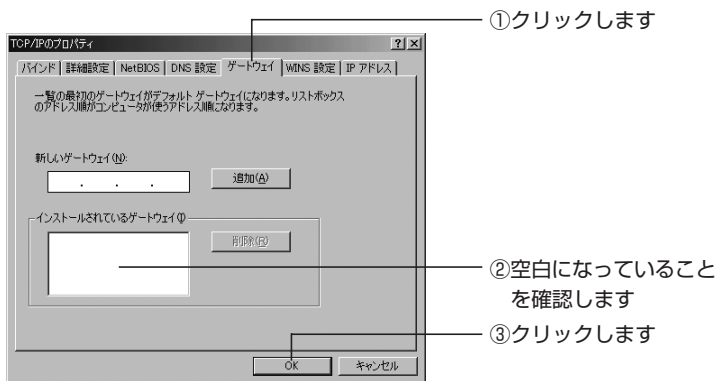 ①クリックします
TCP/IPのプロパティ
? ×
バインド 詳細設定 NetBIOS DNS 設定 ゲートウェイ WINS 設定 IP アドレス
一覧の最初のゲートウェイがデフォルト ゲートウェイになります。リストボックス
のアドレス順がコンピュータが使うアドレス順になります。
新しいゲートウェイ(N):
. . .
追加(A)
インストールされているゲートウェイ(I)
削除(R)
②空白になっていること
を確認します
③クリックします
OK
キャンセル